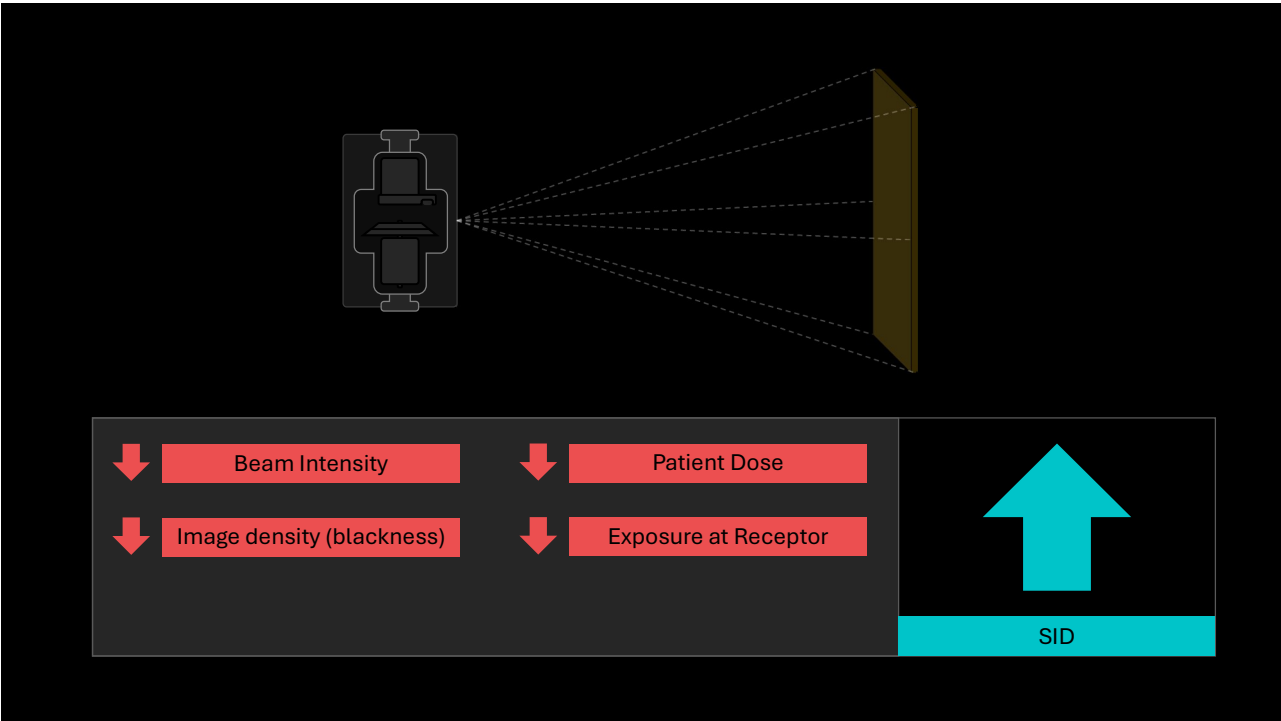 Beam Intensity
Patient Dose
Image density (blackness)
Exposure at Receptor
SID